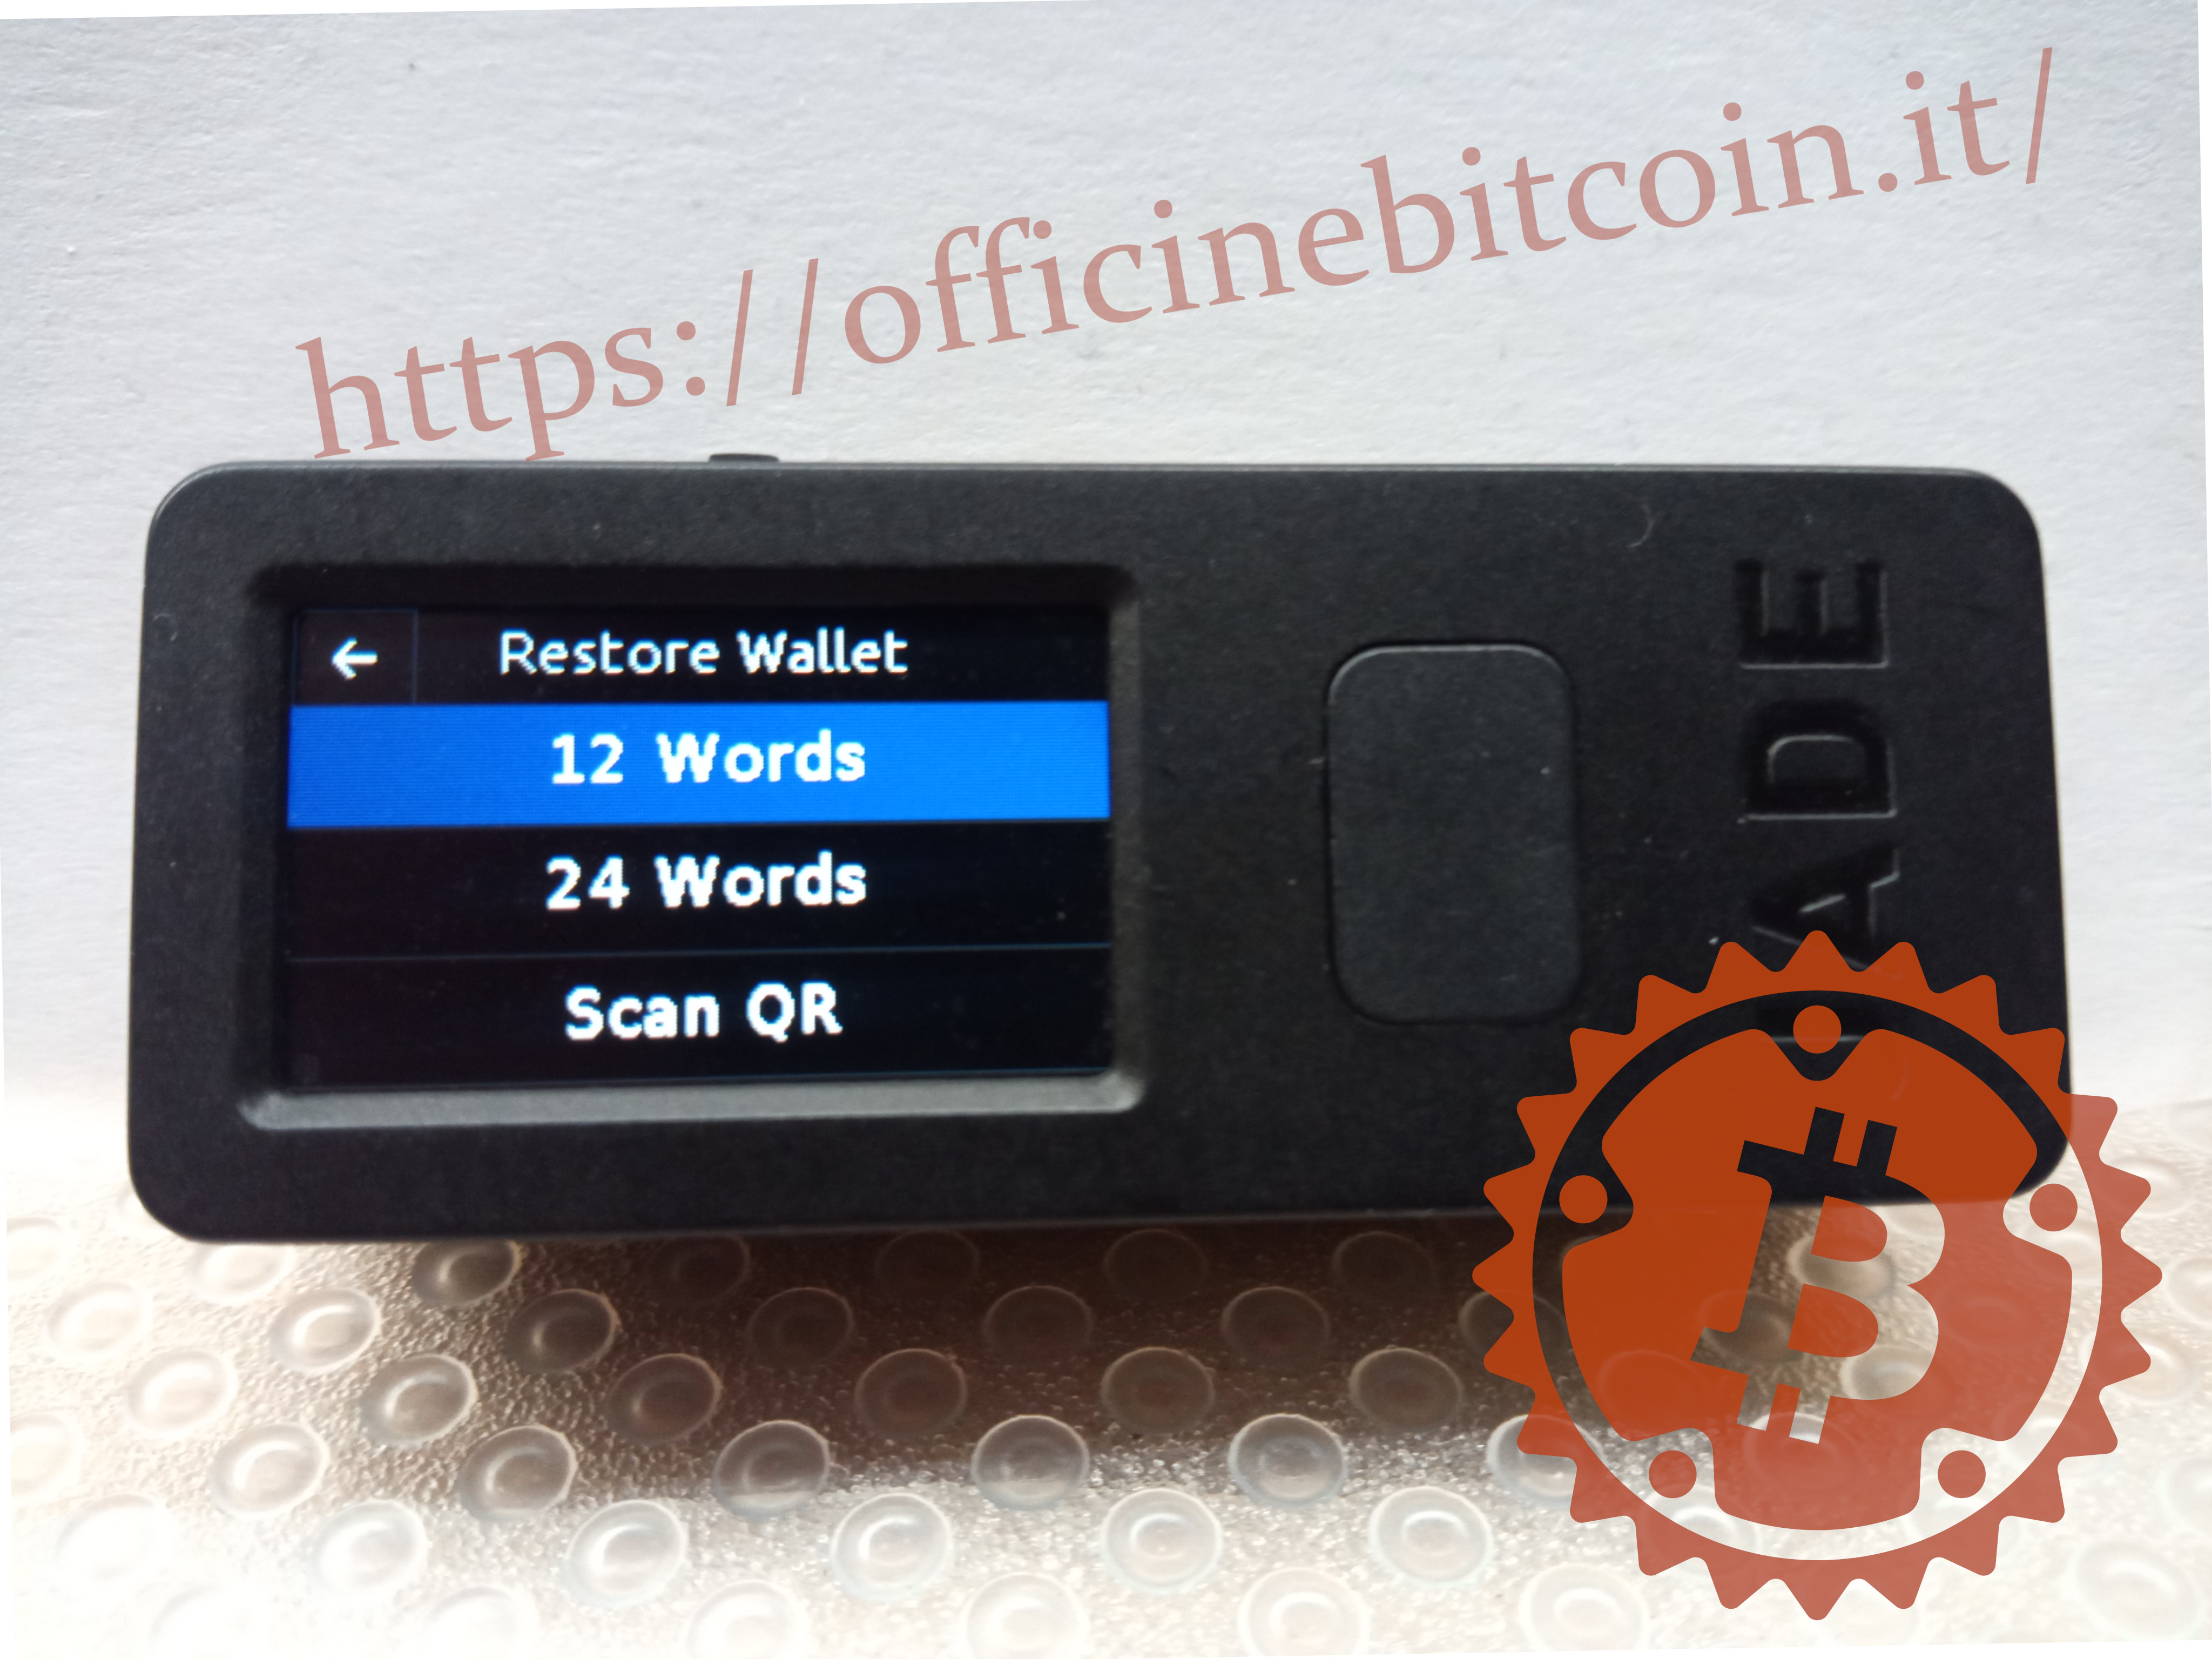 https://officinebitcoin.it/
← Restore Wallet
12 Words
24 Words
Scan QR
ADE